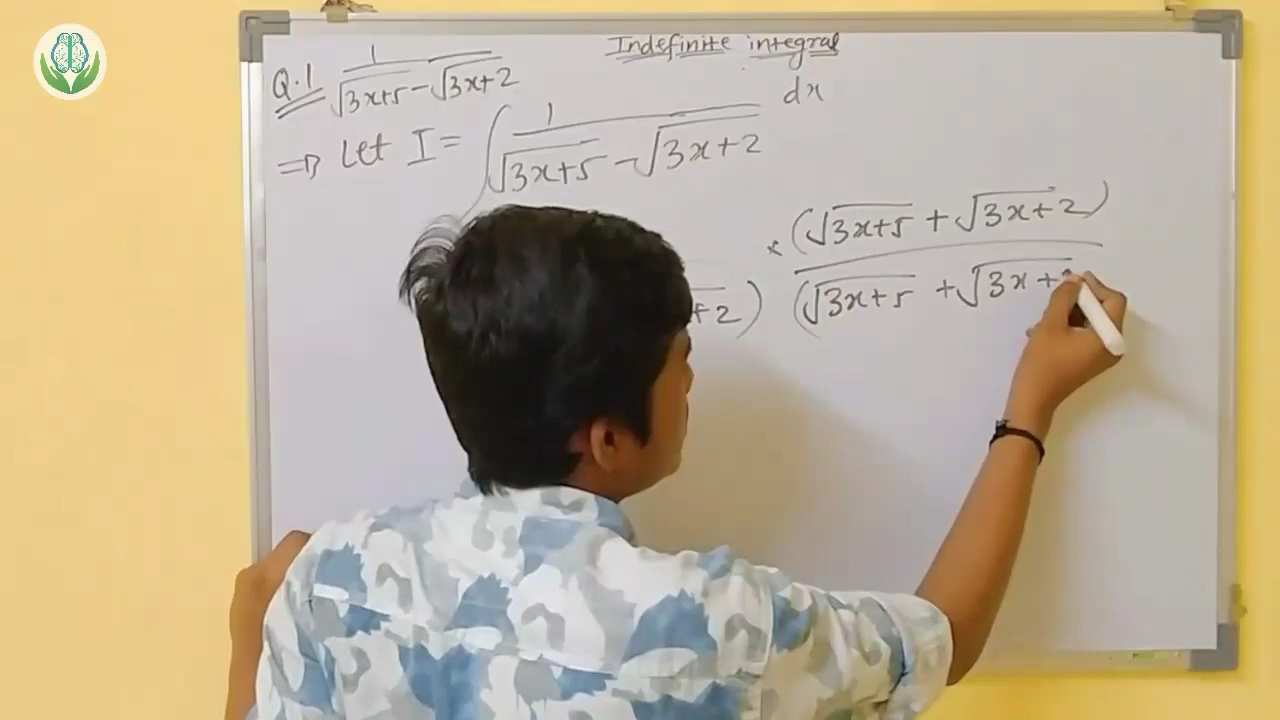 Indefinite integral
Q.1 1/(√3x+5 - √3x+2)
=> Let I = ∫ 1/(√3x+5 - √3x+2) dx
+2) × (√3x+5 + √3x+2)/(√3x+5 + √3x+